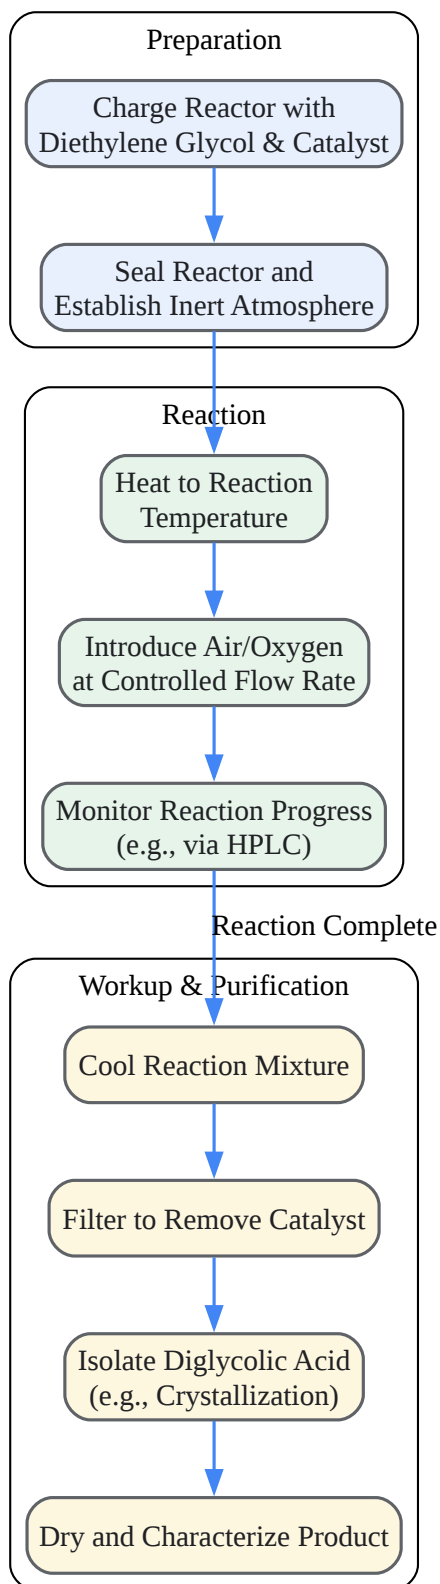 Preparation
Charge Reactor with
Diethylene Glycol & Catalyst
Seal Reactor and
Establish Inert Atmosphere
Reaction
Heat to Reaction
Temperature
Introduce Air/Oxygen
at Controlled Flow Rate
Monitor Reaction Progress
(e.g., via HPLC)
Reaction Complete
Workup & Purification
Cool Reaction Mixture
Filter to Remove Catalyst
Isolate Diglycolic Acid
(e.g., Crystallization)
Dry and Characterize Product